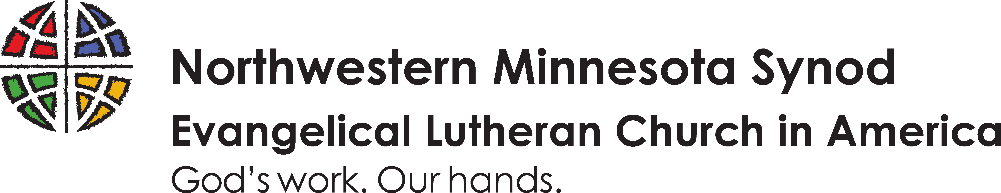 Northwestern Minnesota Synod
Evangelical Lutheran Church in America
God's work. Our hands.